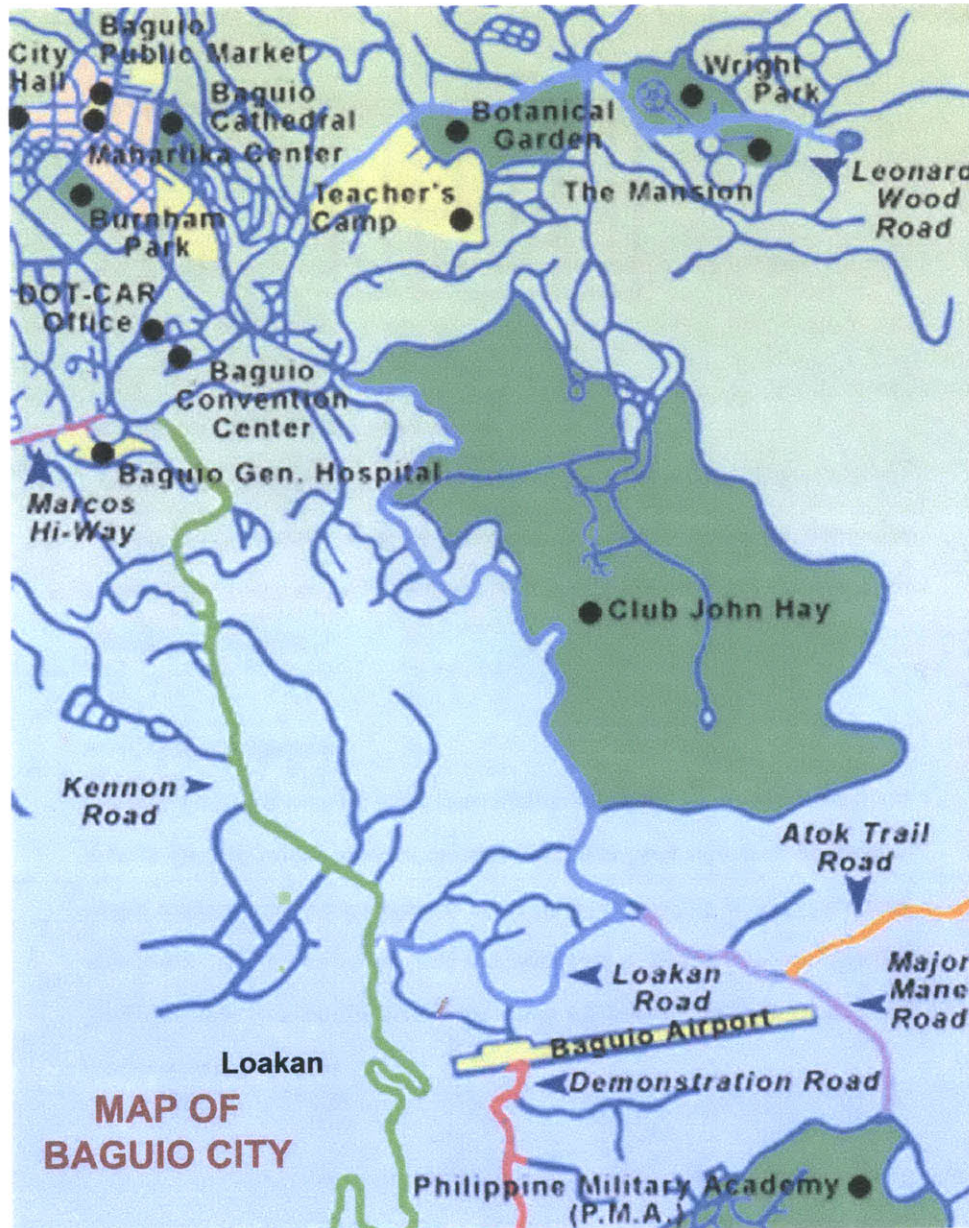 City
Hall
Baguio
Public Market
Baguio
Cathedral
Maharlika Center
Burnham
Park
Botanical
Garden
Wright
Park
Teacher's
Camp
The Mansion
Leonard
Wood
Road
DOT-CAR
Office
Baguio
Convention
Center
Baguio Gen. Hospital
Marcos
Hi-Way
Club John Hay
Kennon
Road
Atok Trail
Road
Loakan
Road
Major
Mane
Road
Baguio Airport
Loakan
Demonstration Road
MAP OF
BAGUIO CITY
Philippine Military Academy
(P.M.A.)